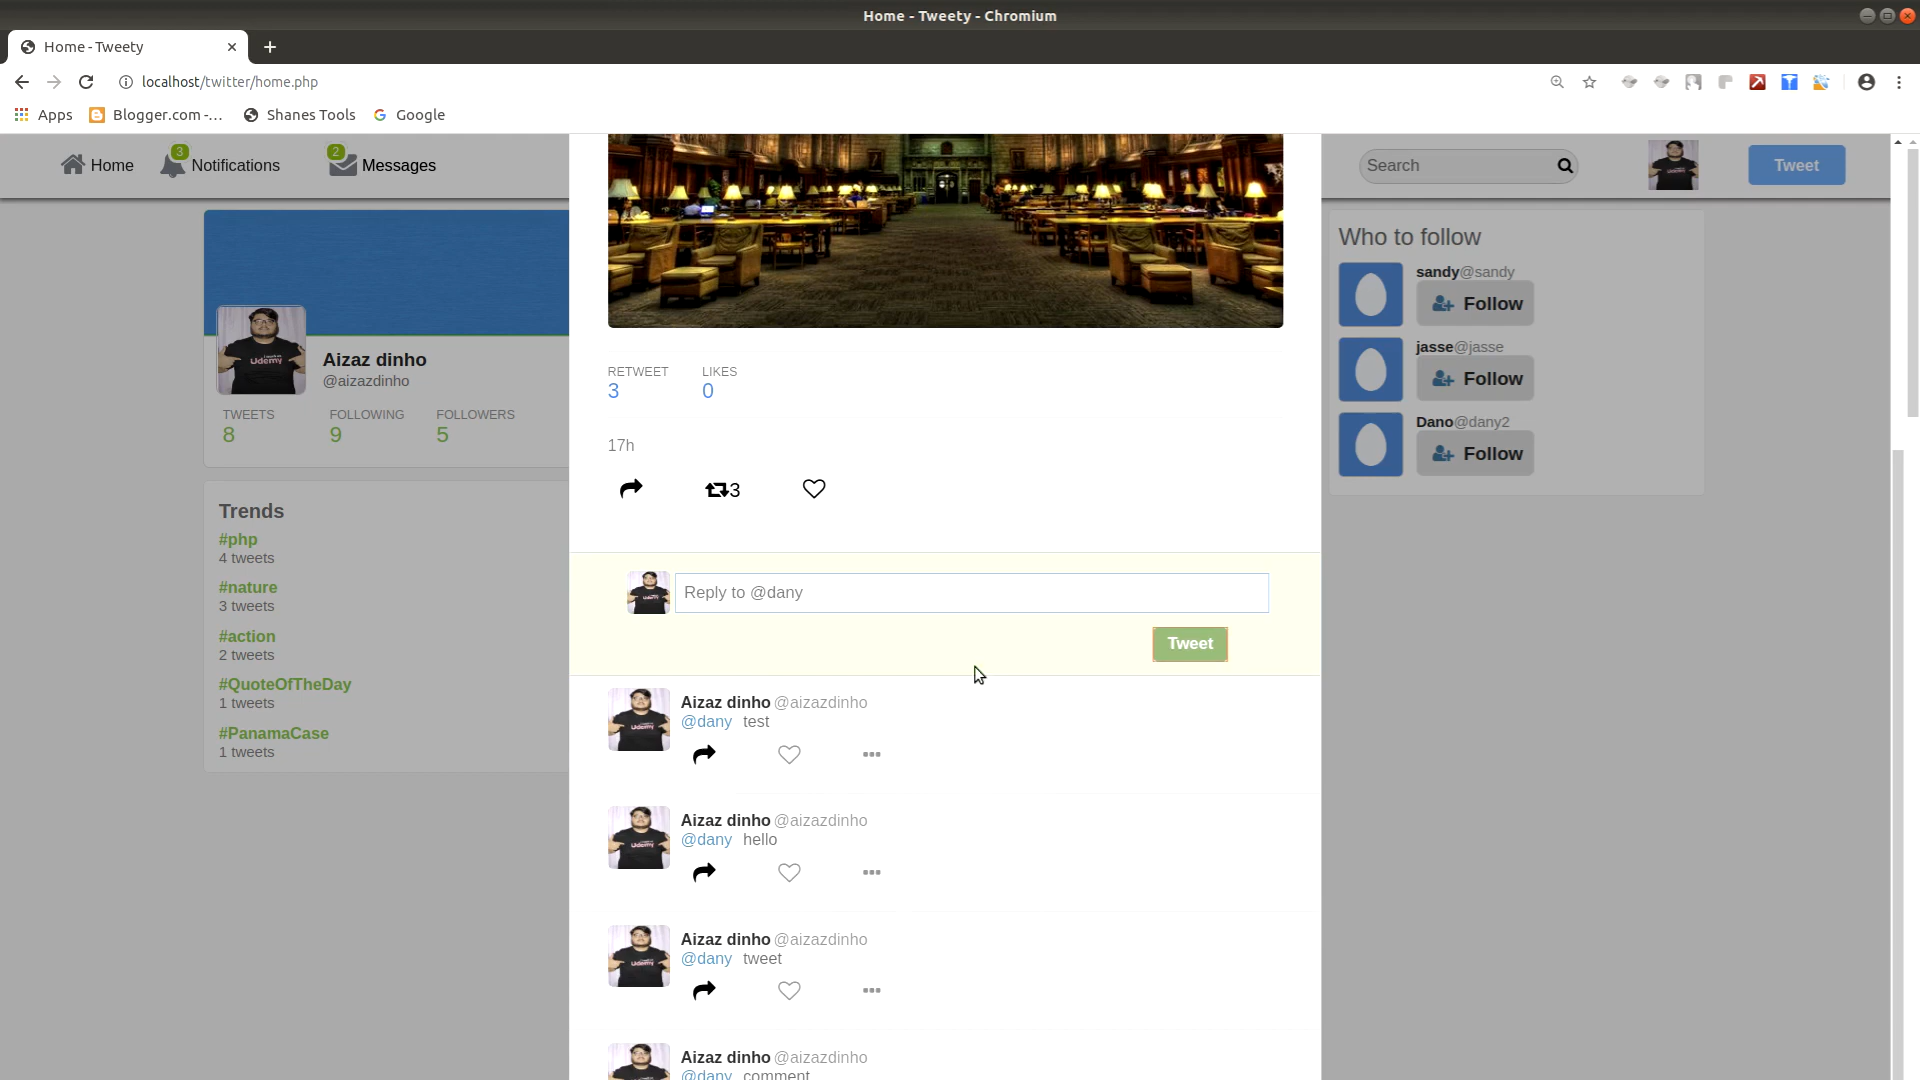 Home - Tweety - Chromium
Home - Tweety
localhost/twitter/home.php
Apps
Blogger.com -...
Shanes Tools
Google
Home
3
Notifications
2
Messages
Search
Tweet
Aizaz dinho
@aizazdinho
TWEETS FOLLOWING FOLLOWERS
8 9 5
Trends
#php
4 tweets
#nature
3 tweets
#action
2 tweets
#QuoteOfTheDay
1 tweets
#PanamaCase
1 tweets
RETWEET LIKES
3 0
17h
3
Reply to @dany
Tweet
Aizaz dinho @aizazdinho
@dany test
Aizaz dinho @aizazdinho
@dany hello
Aizaz dinho @aizazdinho
@dany tweet
Aizaz dinho @aizazdinho
@dany comment
Who to follow
sandy@sandy
Follow
jasse@jasse
Follow
Dano@dany2
Follow